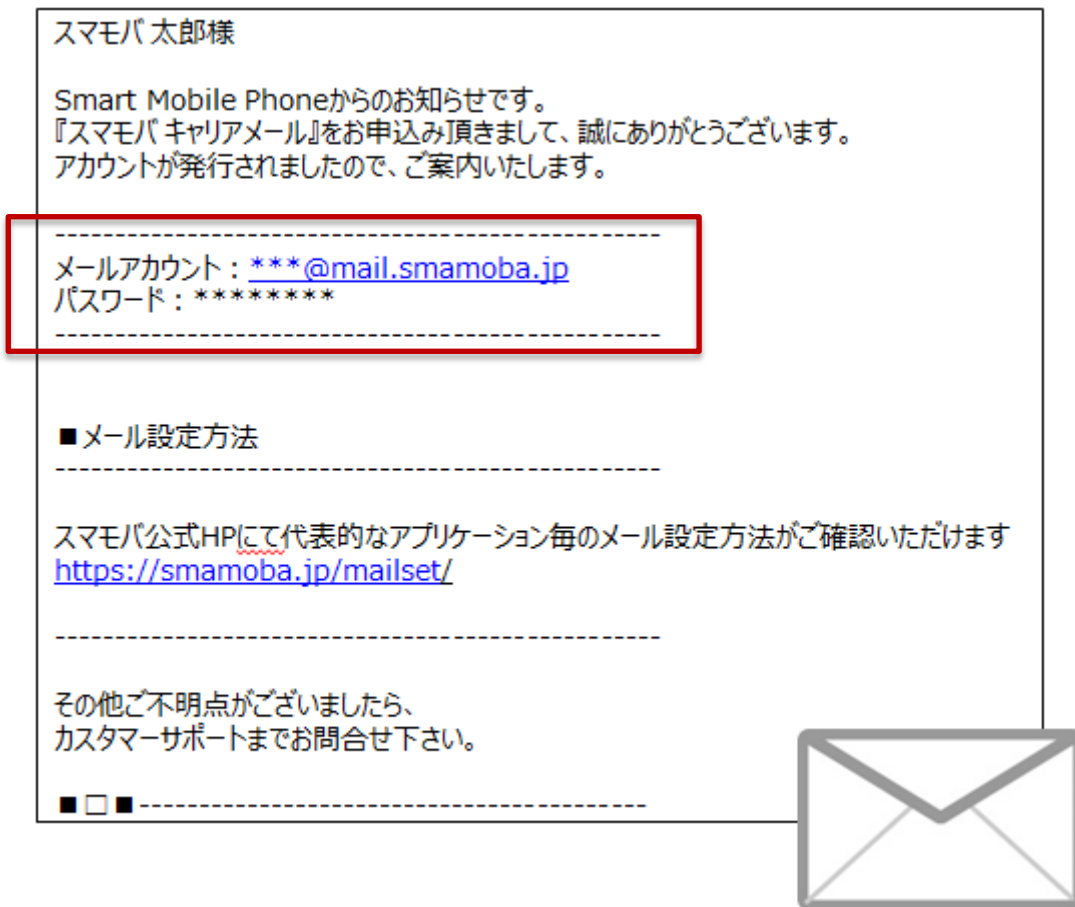 スマモバ 太郎様
Smart Mobile Phoneからのお知らせです。
『スマモバ キャリアメール』をお申込み頂きまして、誠にありがとうございます。
アカウントが発行されましたので、ご案内いたします。
--------------------------------------------------
メールアカウント：***@mail.smamoba.jp
パスワード：********
--------------------------------------------------
■メール設定方法
--------------------------------------------------
スマモバ公式HPにて代表的なアプリケーション毎のメール設定方法がご確認いただけます
https://smamoba.jp/mailset/
--------------------------------------------------
その他ご不明点がございましたら、
カスタマーサポートまでお問合せ下さい。
■□■------------------------------------------